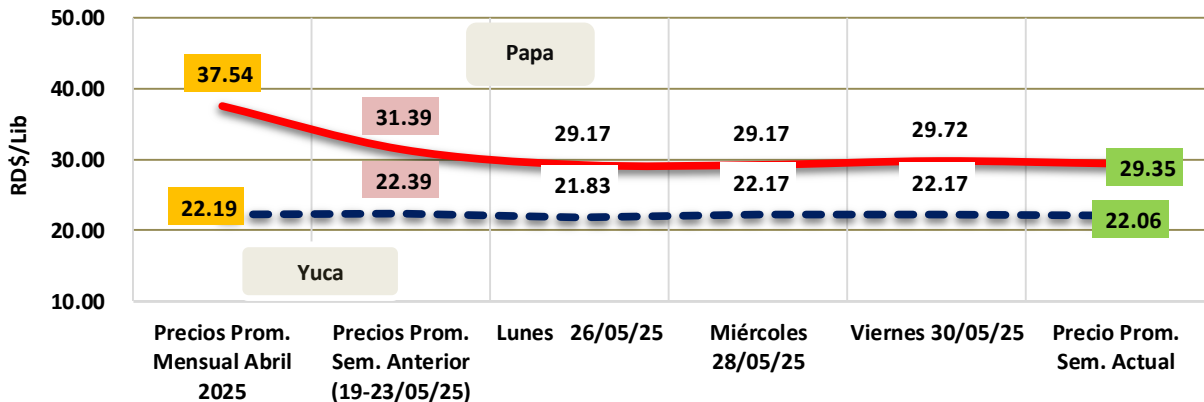 50.00
40.00
30.00
20.00
10.00
RD$/Lib
Papa
Yuca
37.54
31.39
29.17
29.17
29.72
29.35
22.19
22.39
21.83
22.17
22.17
22.06
Precios Prom.
Mensual Abril
2025
Precios Prom.
Sem. Anterior
(19-23/05/25)
Lunes 26/05/25
Miércoles
28/05/25
Viernes 30/05/25
Precio Prom.
Sem. Actual